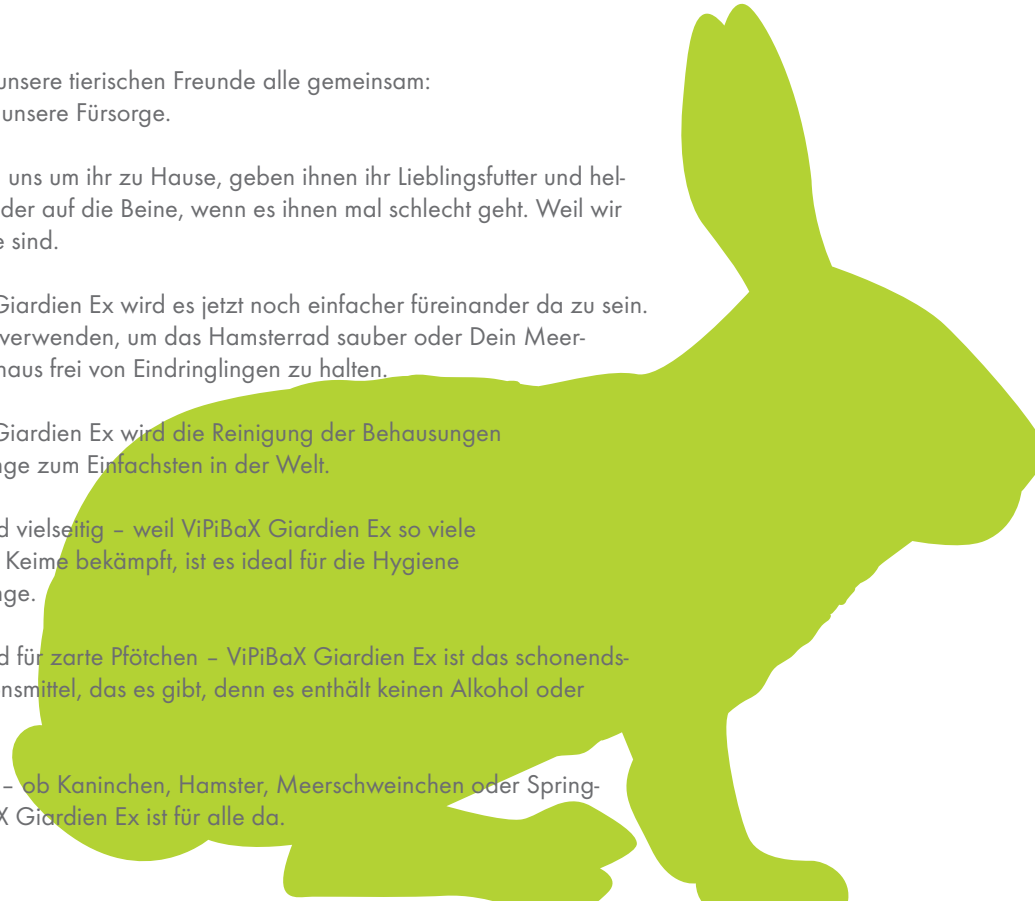 unsere tierischen Freunde alle gemeinsam:
unsere Fürsorge.
uns um ihr zu Hause, geben ihnen ihr Lieblingsfutter und hel-
der auf die Beine, wenn es ihnen mal schlecht geht. Weil wir
sind.
Giardien Ex wird es jetzt noch einfacher füreinander da zu sein.
verwenden, um das Hamsterrad sauber oder Dein Meer-
haus frei von Eindringlingen zu halten.
Giardien Ex wird die Reinigung der Behausungen
nge zum Einfachsten in der Welt.
d vielseitig – weil ViPiBaX Giardien Ex so viele
Keime bekämpft, ist es ideal für die Hygiene
nge.
d für zarte Pfötchen – ViPiBaX Giardien Ex ist das schonends-
nsmittel, das es gibt, denn es enthält keinen Alkohol oder
– ob Kaninchen, Hamster, Meerschweinchen oder Spring-
X Giardien Ex ist für alle da.